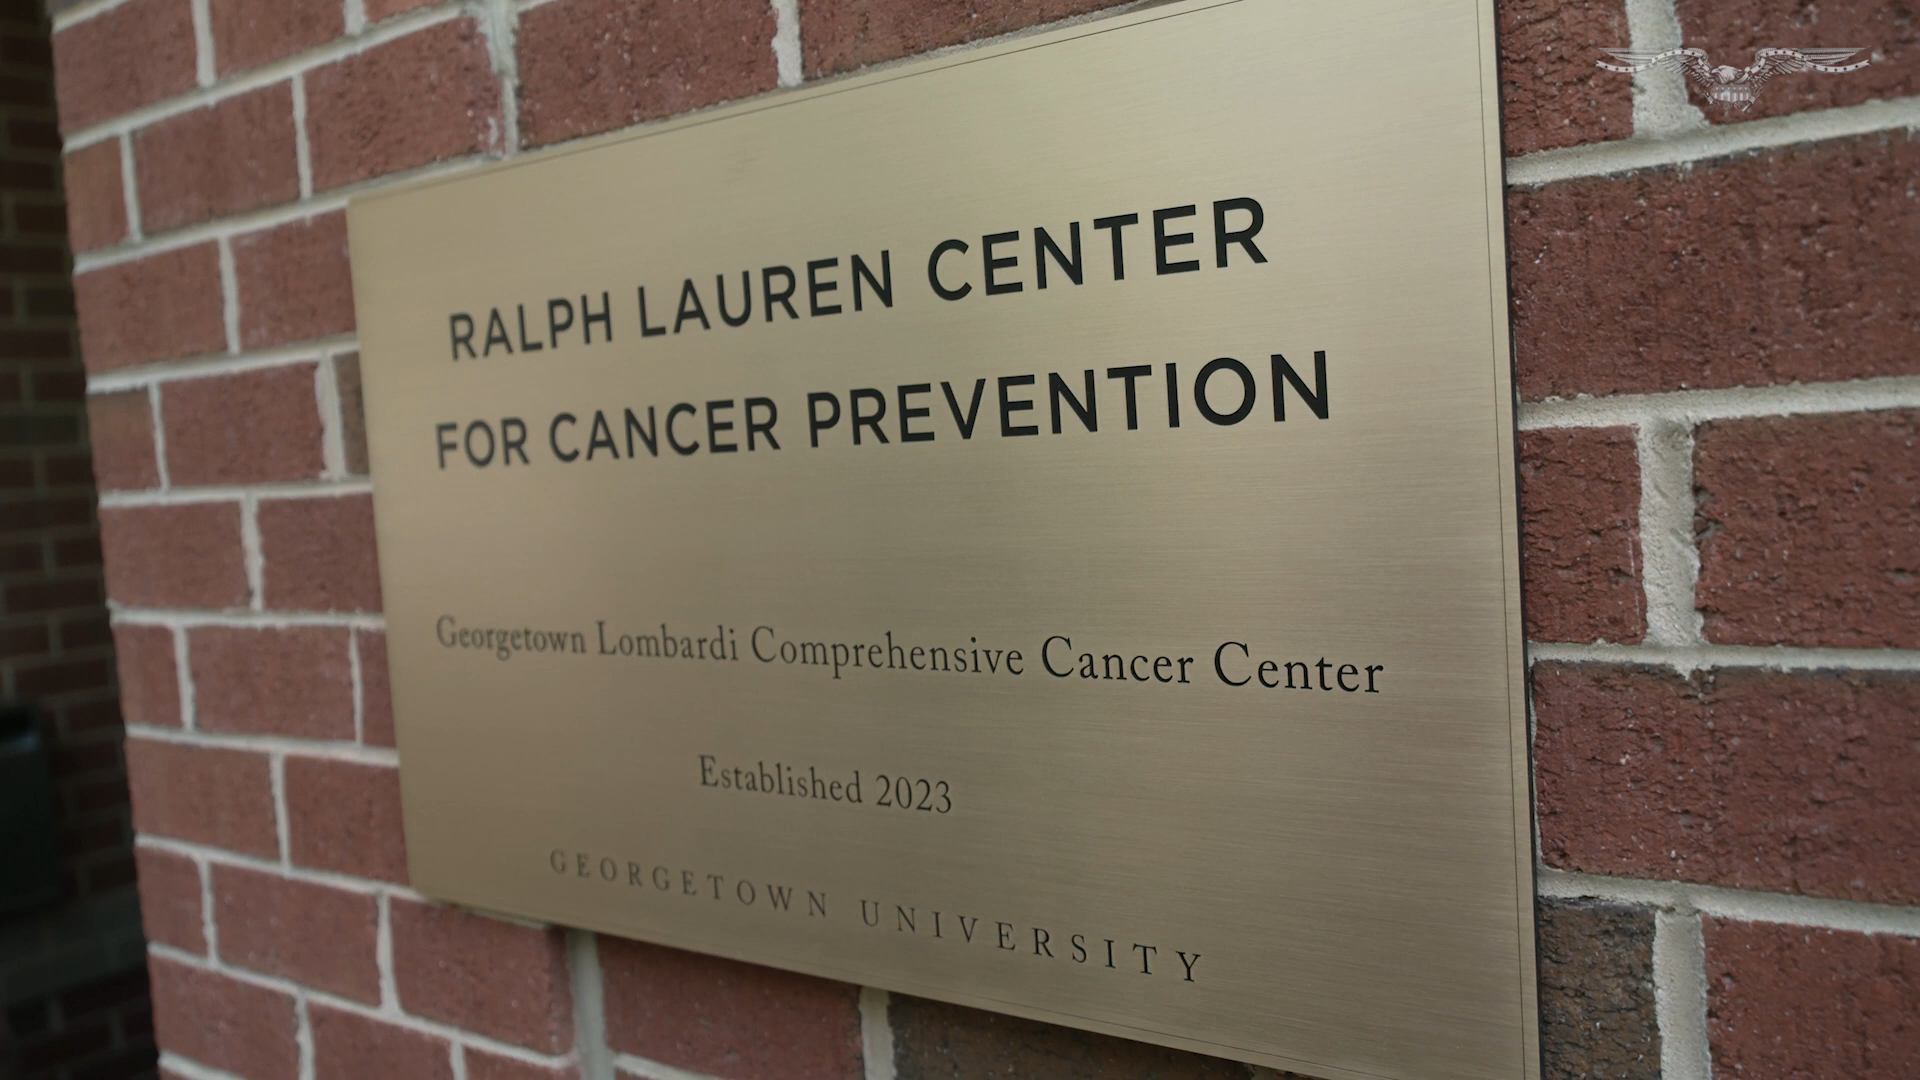 RALPH LAUREN CENTER
FOR CANCER PREVENTION
Georgetown Lombardi Comprehensive Cancer Center
Established 2023
GEORGETOWN UNIVERSITY